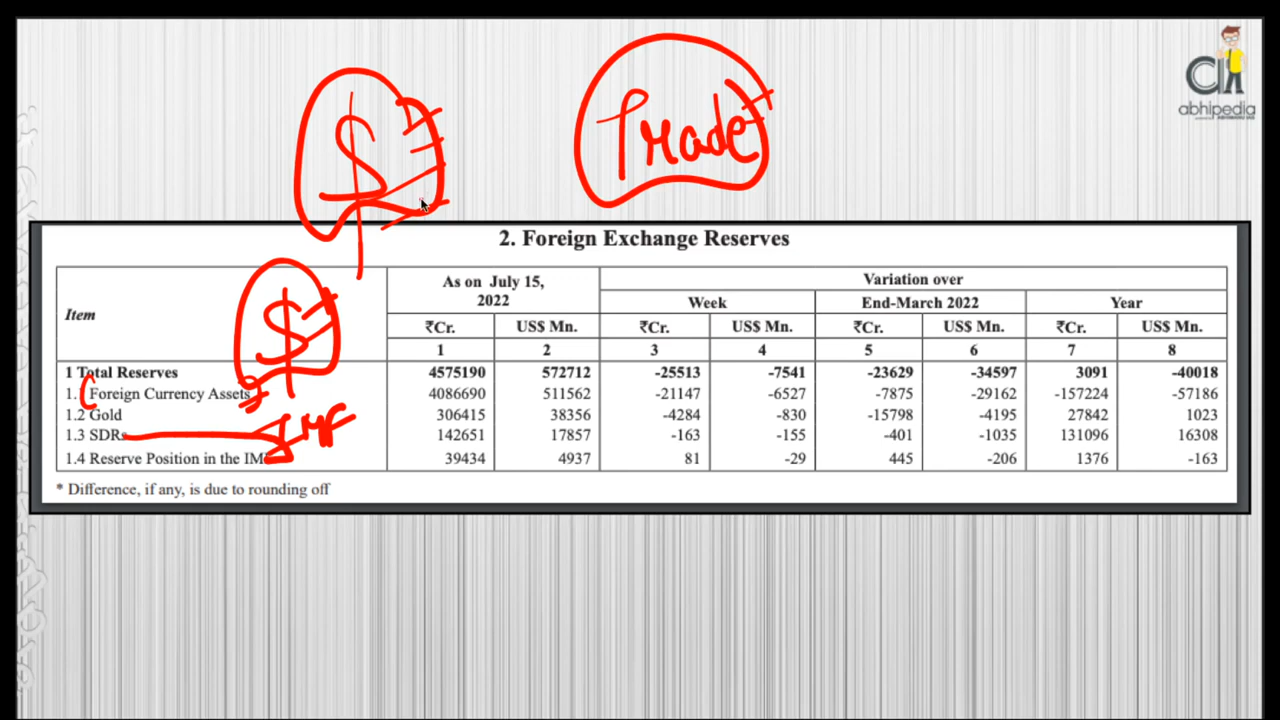 $ Trade
abhipedia
2. Foreign Exchange Reserves
Item As on July 15, 2022 Variation over
Week End-March 2022 Year
₹Cr. US$ Mn. ₹Cr. US$ Mn. ₹Cr. US$ Mn. ₹Cr. US$ Mn.
1 2 3 4 5 6 7 8
$
1 Total Reserves 4575190 572712 -25513 -7541 -23629 -34597 3091 -40018
1.1 Foreign Currency Assets 4086690 511562 -21147 -6527 -7875 -29162 -157224 -57186
1.2 Gold 306415 38356 -4284 -830 -15798 -4195 27842 1023
IMF
1.3 SDRs 142651 17857 -163 -155 -401 -1035 131096 16308
1.4 Reserve Position in the IMF 39434 4937 81 -29 445 -206 1376 -163
* Difference, if any, is due to rounding off